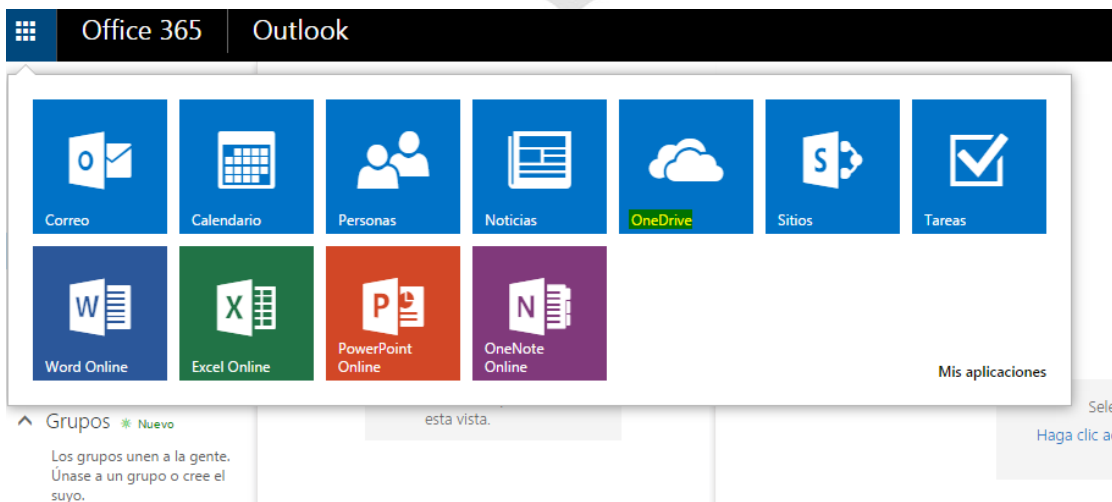 Office 365 Outlook
Correo
Calendario
Personas
Noticias
OneDrive
Sitios
Tareas
Word Online
Excel Online
PowerPoint
Online
OneNote
Online
Mis aplicaciones
Grupos Nuevo
Los grupos unen a la gente.
Únase a un grupo o cree el
suyo.
esta vista.
Haga clic